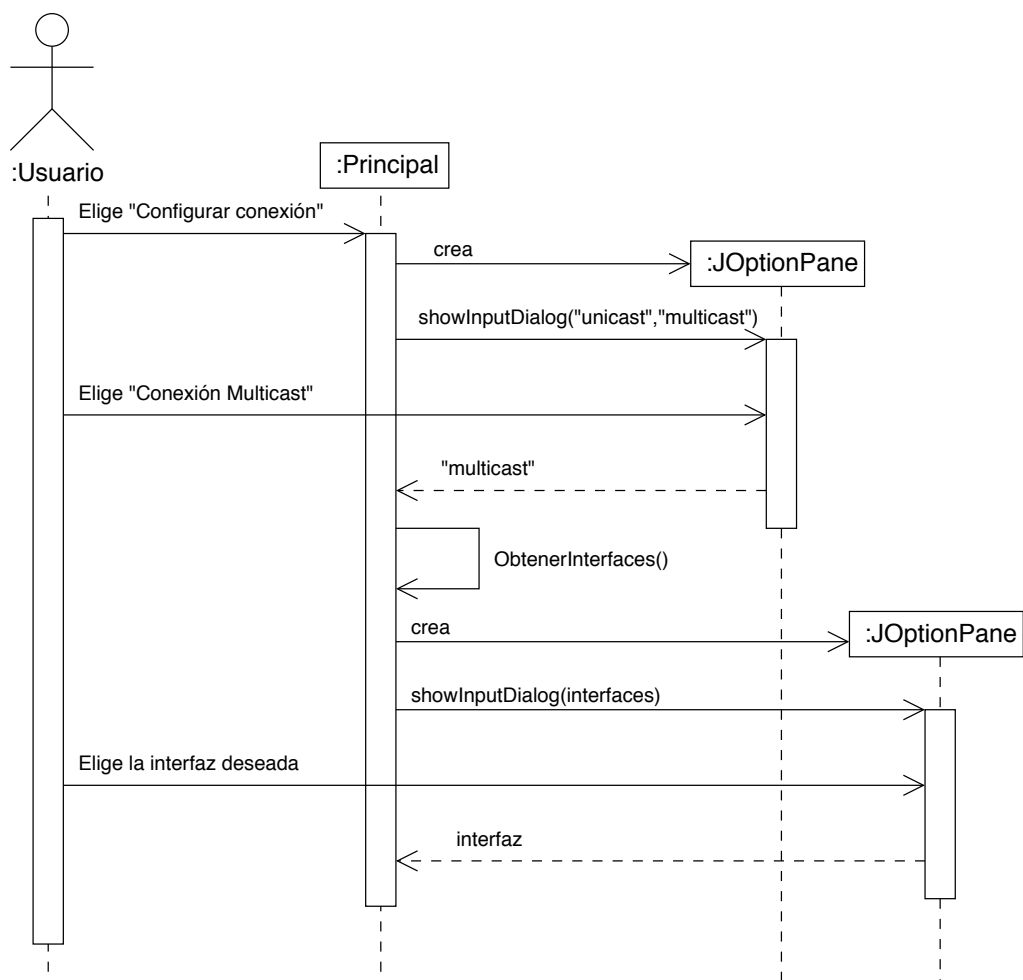 :Usuario
:Principal
Elige "Configurar conexión"
crea
:JOptionPane
showInputDialog("unicast","multicast")
Elige "Conexión Multicast"
"multicast"
ObtenerInterfaces()
crea
:JOptionPane
showInputDialog(interfaces)
Elige la interfaz deseada
interfaz